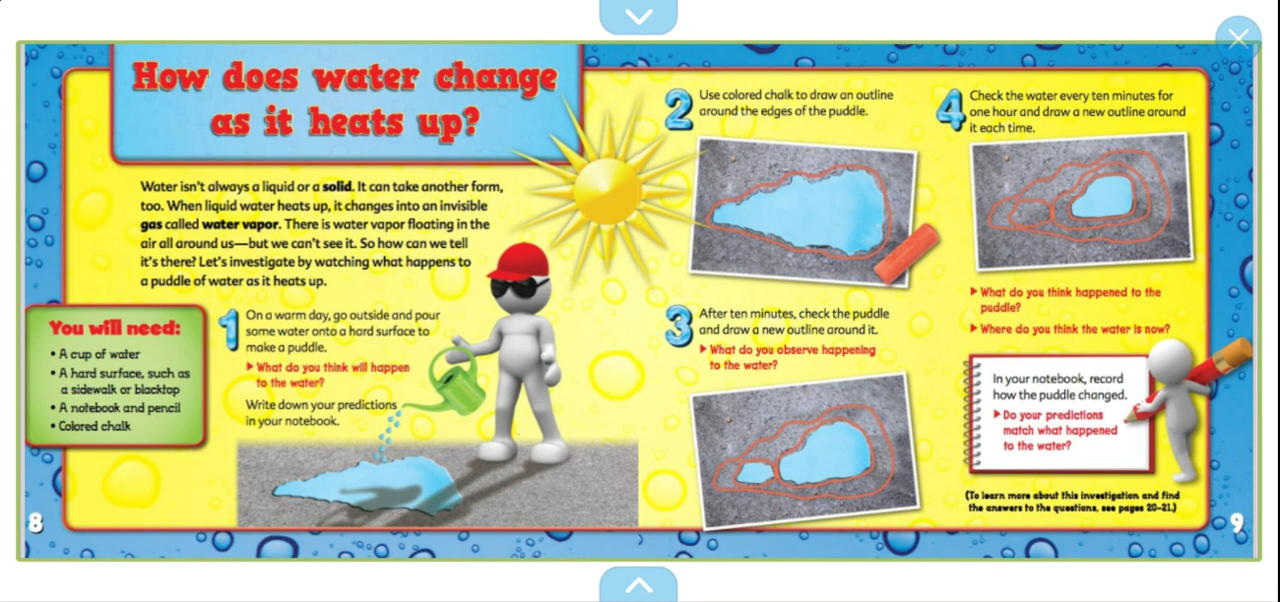 How does water change
as it heats up?
Water isn't always a liquid or a solid. It can take another form,
too. When liquid water heats up, it changes into an invisible
gas called water vapor. There is water vapor floating in the
air all around us—but we can't see it. So how can we tell
it's there? Let's investigate by watching what happens to
a puddle of water as it heats up.
You will need:
• A cup of water
• A hard surface, such as
a sidewalk or blacktop
• A notebook and pencil
• Colored chalk
1
On a warm day, go outside and pour
some water onto a hard surface to
make a puddle.
▶ What do you think will happen
to the water?
Write down your predictions
in your notebook.
8
2
Use colored chalk to draw an outline
around the edges of the puddle.
3
After ten minutes, check the puddle
and draw a new outline around it.
▶ What do you observe happening
to the water?
4
Check the water every ten minutes for
one hour and draw a new outline around
it each time.
▶ What do you think happened to the
puddle?
▶ Where do you think the water is now?
In your notebook, record
how the puddle changed.
▶ Do your predictions
match what happened
to the water?
(To learn more about this investigation and find
the answers to the questions, see pages 20–21.)
9